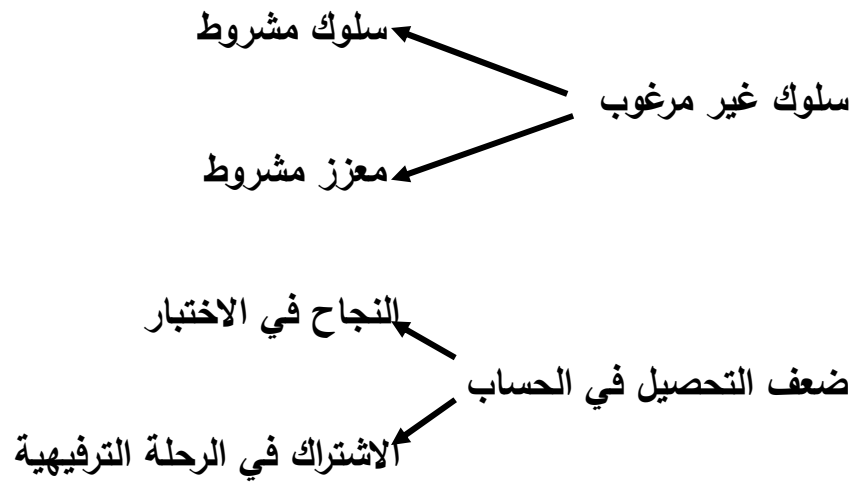 سلوك مشروط
سلوك غير مرغوب
معزز مشروط
النجاح في الاختبار
ضعف التحصيل في الحساب
الاشتراك في الرحلة الترفيهية